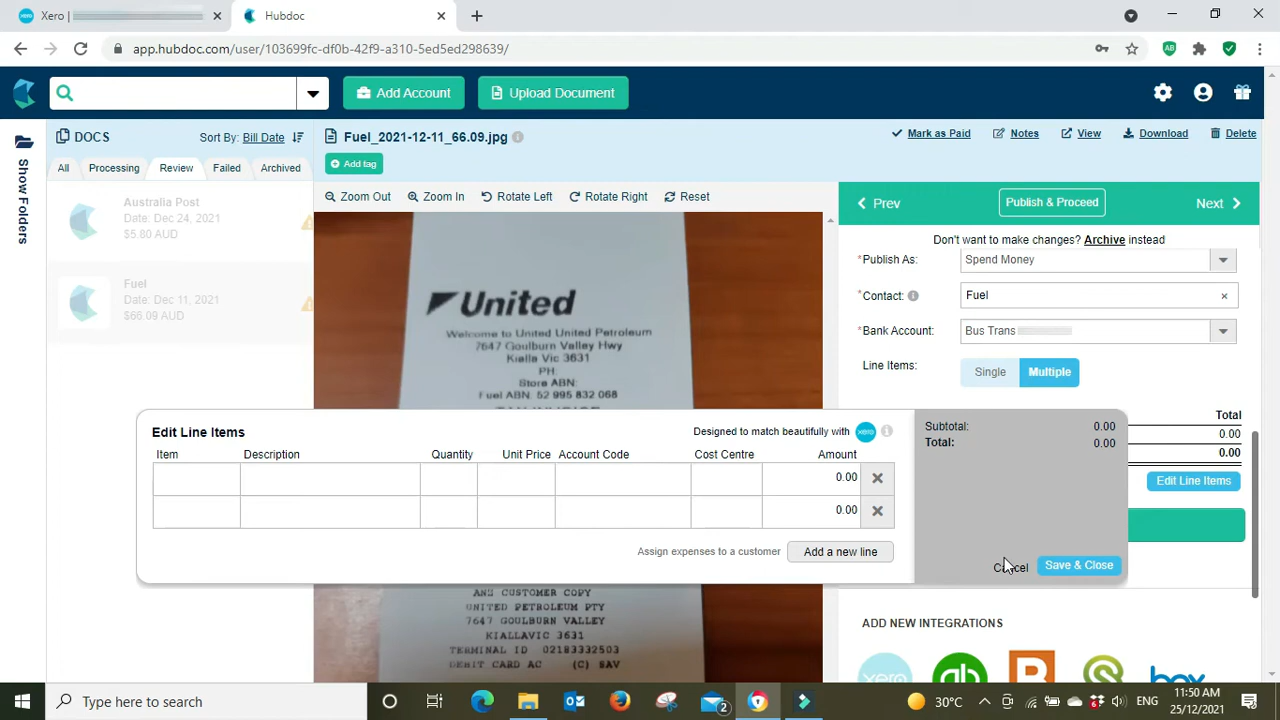 Xero |
Hubdoc
app.hubdoc.com/user/103699fc-df0b-42f9-a310-5ed5ed298639/
AB
Add Account
Upload Document
Show Folders
DOCS
Sort By: Bill Date
All
Processing
Review
Failed
Archived
Australia Post
Date: Dec 24, 2021
$5.80 AUD
Fuel
Date: Dec 11, 2021
$66.09 AUD
Fuel_2021-12-11_66.09.jpg
Mark as Paid
Notes
View
Download
Delete
Add tag
Zoom Out
Zoom In
Rotate Left
Rotate Right
Reset
United
Welcome to United United Petroleum
7647 Goulburn Valley Hwy
Kialla Vic 3631
PH:
Store ABN:
Fuel ABN: 52 995 832 068
TAX INVOICE
Prev
Publish & Proceed
Next
Don't want to make changes? Archive instead
*Publish As:
Spend Money
*Contact:
Fuel
*Bank Account:
Bus Trans
Line Items:
Single
Multiple
Total
0.00
0.00
Edit Line Items
Edit Line Items
Designed to match beautifully with xero
Item
Description
Quantity
Unit Price
Account Code
Cost Centre
Amount
0.00
0.00
Assign expenses to a customer
Add a new line
Subtotal: 0.00
Total: 0.00
Cancel
Save & Close
ANZ CUSTOMER COPY
UNITED PETROLEUM PTY
7647 GOULBURN VALLEY
KIALLAVIC 3631
TERMINAL ID 02183332503
DEBIT CARD AC (C) SAV
ADD NEW INTEGRATIONS
xero
qb
B
S
box
Type here to search
2
30°C
6
ENG
11:50 AM
25/12/2021